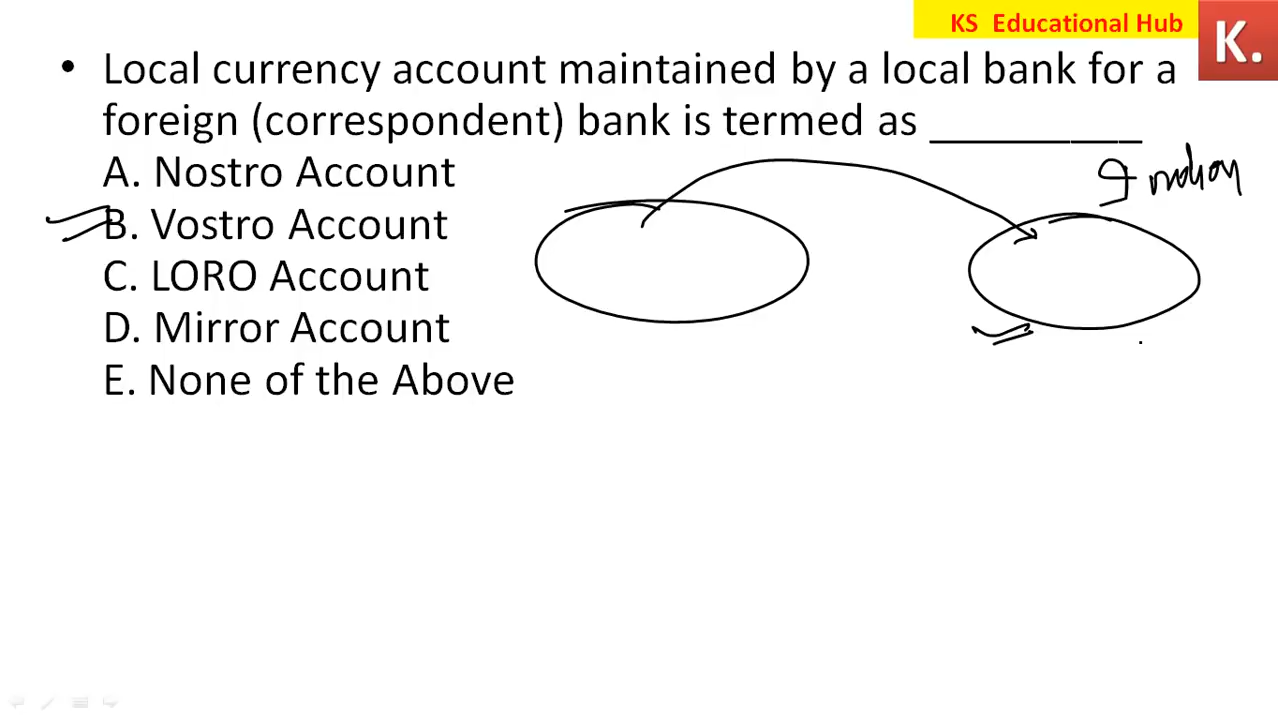 KS Educational Hub
K.
• Local currency account maintained by a local bank for a
foreign (correspondent) bank is termed as _________
A. Nostro Account
Indian
B. Vostro Account
C. LORO Account
D. Mirror Account
E. None of the Above